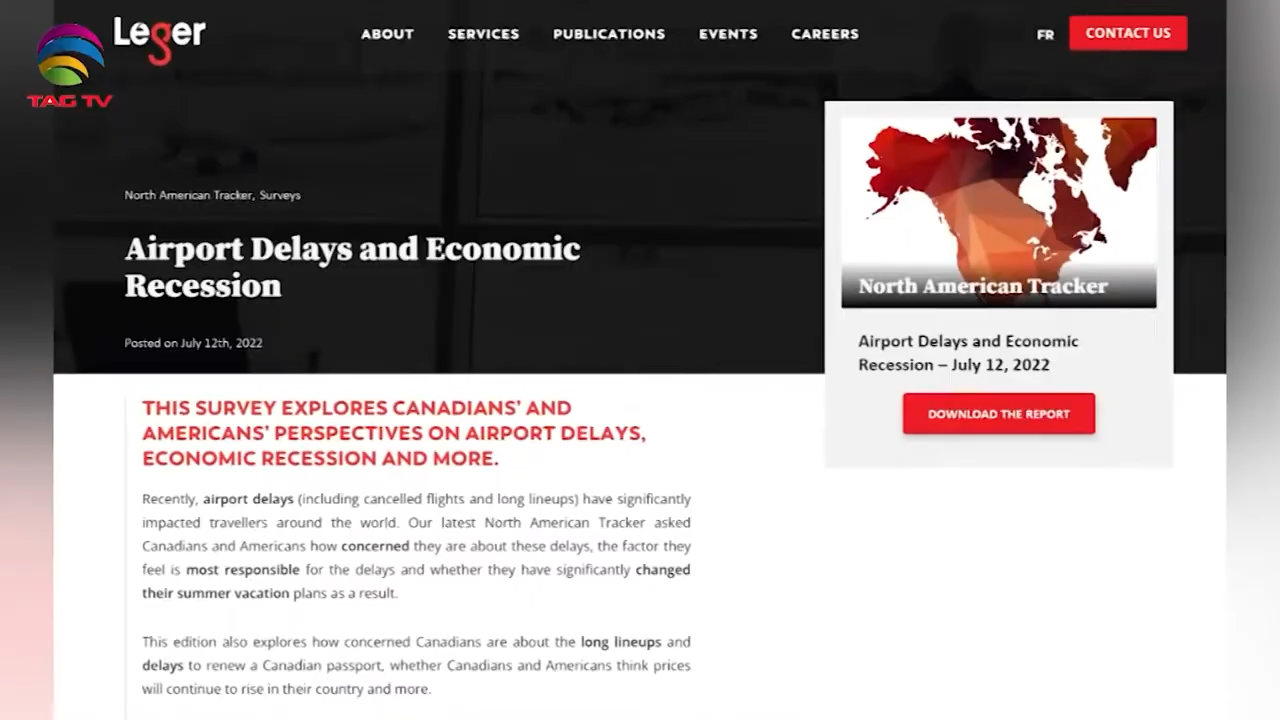 TAG TV
Leger
ABOUT
SERVICES
PUBLICATIONS
EVENTS
CAREERS
FR
CONTACT US
North American Tracker, Surveys
Airport Delays and Economic
Recession
Posted on July 12th, 2022
North American Tracker
Airport Delays and Economic
Recession – July 12, 2022
DOWNLOAD THE REPORT
THIS SURVEY EXPLORES CANADIANS' AND
AMERICANS' PERSPECTIVES ON AIRPORT DELAYS,
ECONOMIC RECESSION AND MORE.
Recently, airport delays (including cancelled flights and long lineups) have significantly
impacted travellers around the world. Our latest North American Tracker asked
Canadians and Americans how concerned they are about these delays, the factor they
feel is most responsible for the delays and whether they have significantly changed
their summer vacation plans as a result.
This edition also explores how concerned Canadians are about the long lineups and
delays to renew a Canadian passport, whether Canadians and Americans think prices
will continue to rise in their country and more.